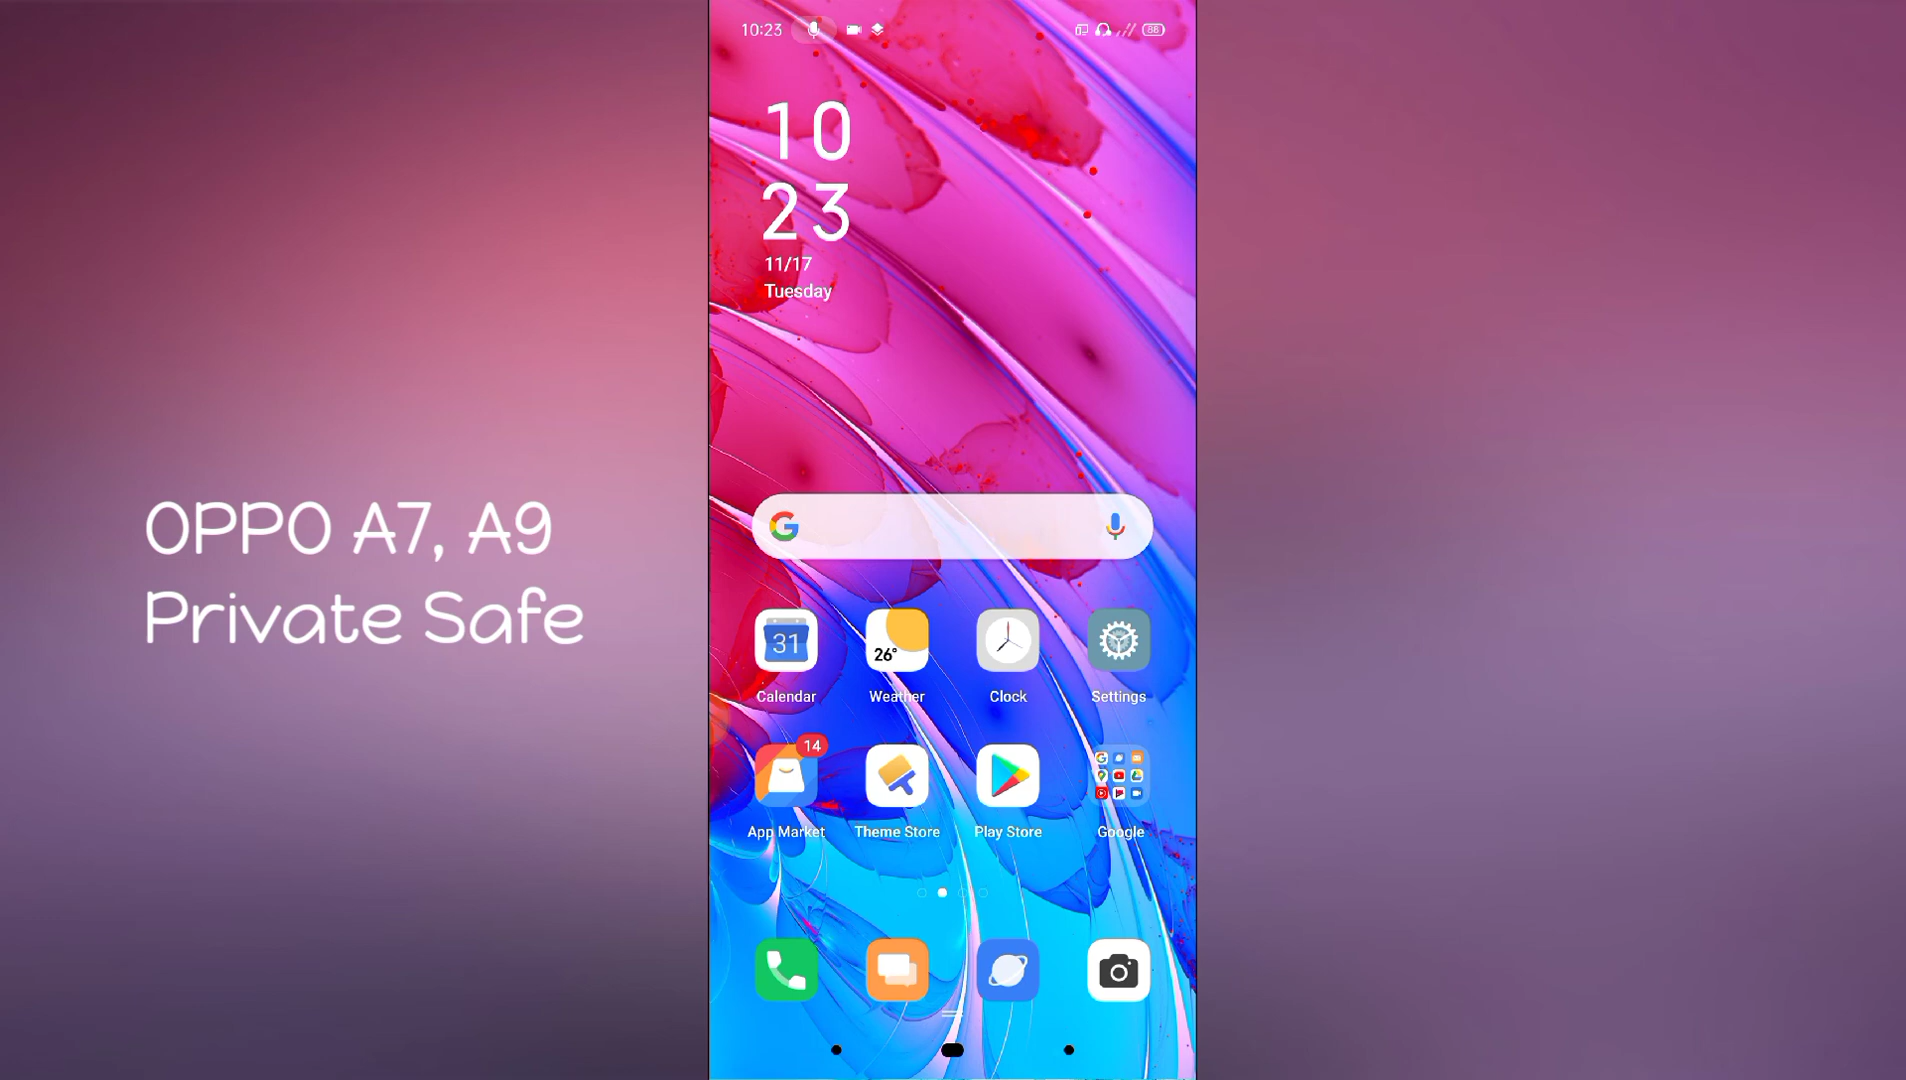 10:23
88
10
23
11/17
Tuesday
OPPO A7, A9
Private Safe
31
26°
Calendar
Weather
Clock
Settings
14
App Market
Theme Store
Play Store
Google